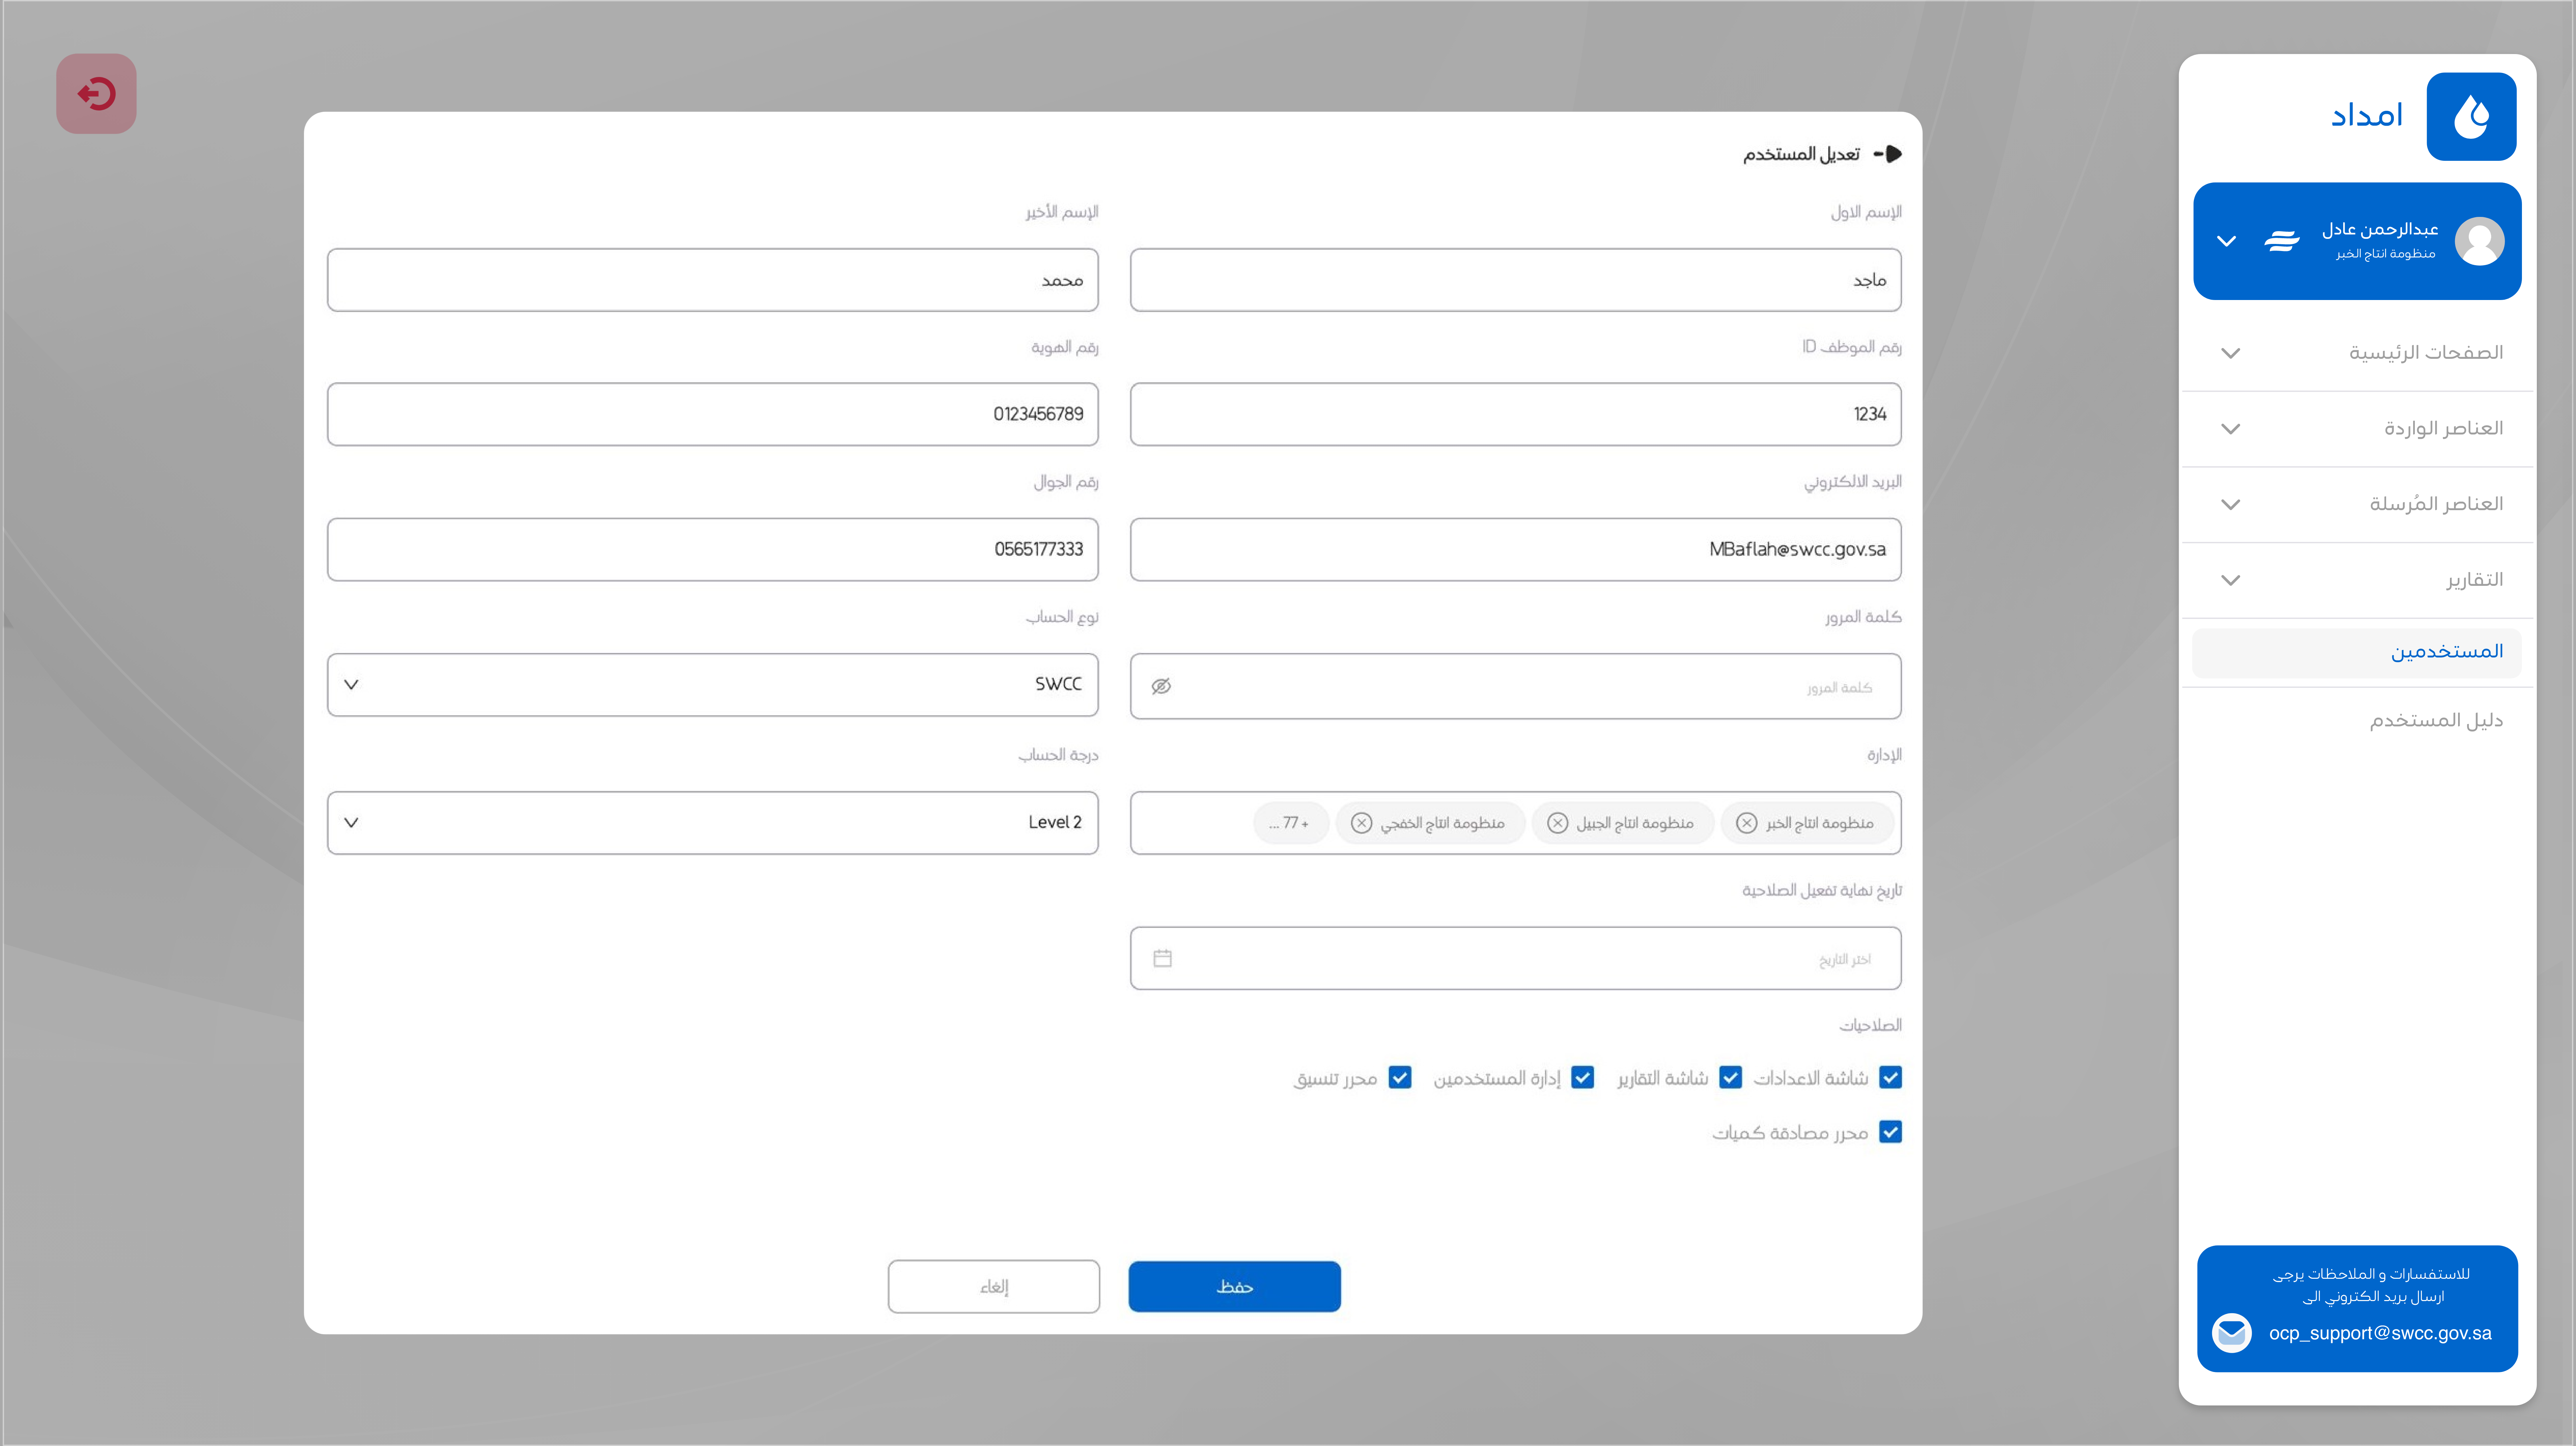 امداد
عبدالرحمن عادل
منظومة انتاج الخبر
الصفحات الرئيسية
العناصر الواردة
العناصر المُرسلة
التقارير
المستخدمين
دليل المستخدم
للاستفسارات و الملاحظات يرجى
ارسال بريد الكتروني الى
ocp_support@swcc.gov.sa
تعديل المستخدم
الإسم الاول
الإسم الأخير
ماجد
محمد
رقم الموظف ID
رقم الهوية
1234
0123456789
البريد الالكتروني
رقم الجوال
MBaflah@swcc.gov.sa
0565177333
كلمة المرور
نوع الحساب
كلمة المرور
SWCC
الإدارة
درجة الحساب
منظومة انتاج الخبر
منظومة انتاج الجبيل
منظومة انتاج الخفجي
+ 77 ...
Level 2
تاريخ نهاية تفعيل الصلاحية
اختر التاريخ
الصلاحيات
شاشة الاعدادات
شاشة التقارير
إدارة المستخدمين
محرر تنسيق
محرر مصادقة كميات
حفظ
إلغاء